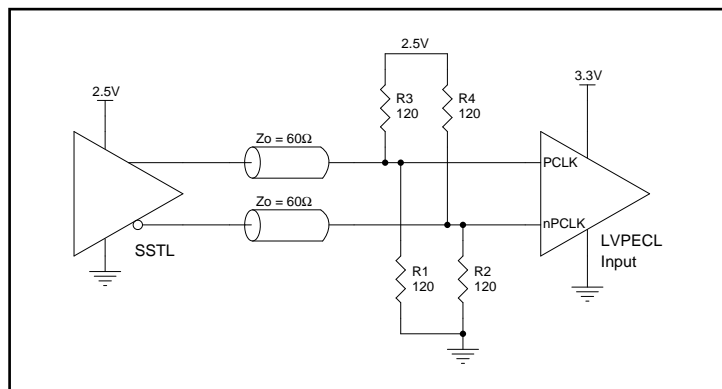 2.5V
3.3V
2.5V
R3
120
R4
120
Zo = 60Ω
PCLK
Zo = 60Ω
nPCLK
SSTL
LVPECL
Input
R1
120
R2
120